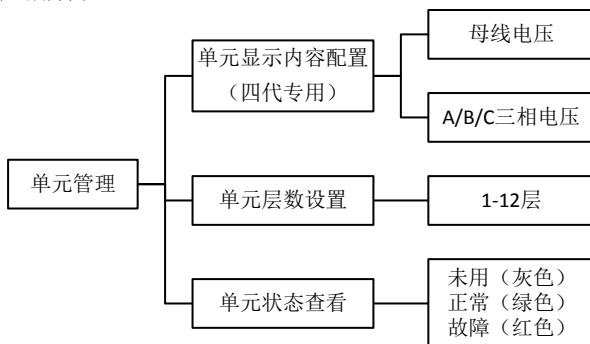 单元显示内容配置
（四代专用）
母线电压
A/B/C三相电压
单元管理
单元层数设置
1-12层
单元状态查看
未用（灰色）
正常（绿色）
故障（红色）